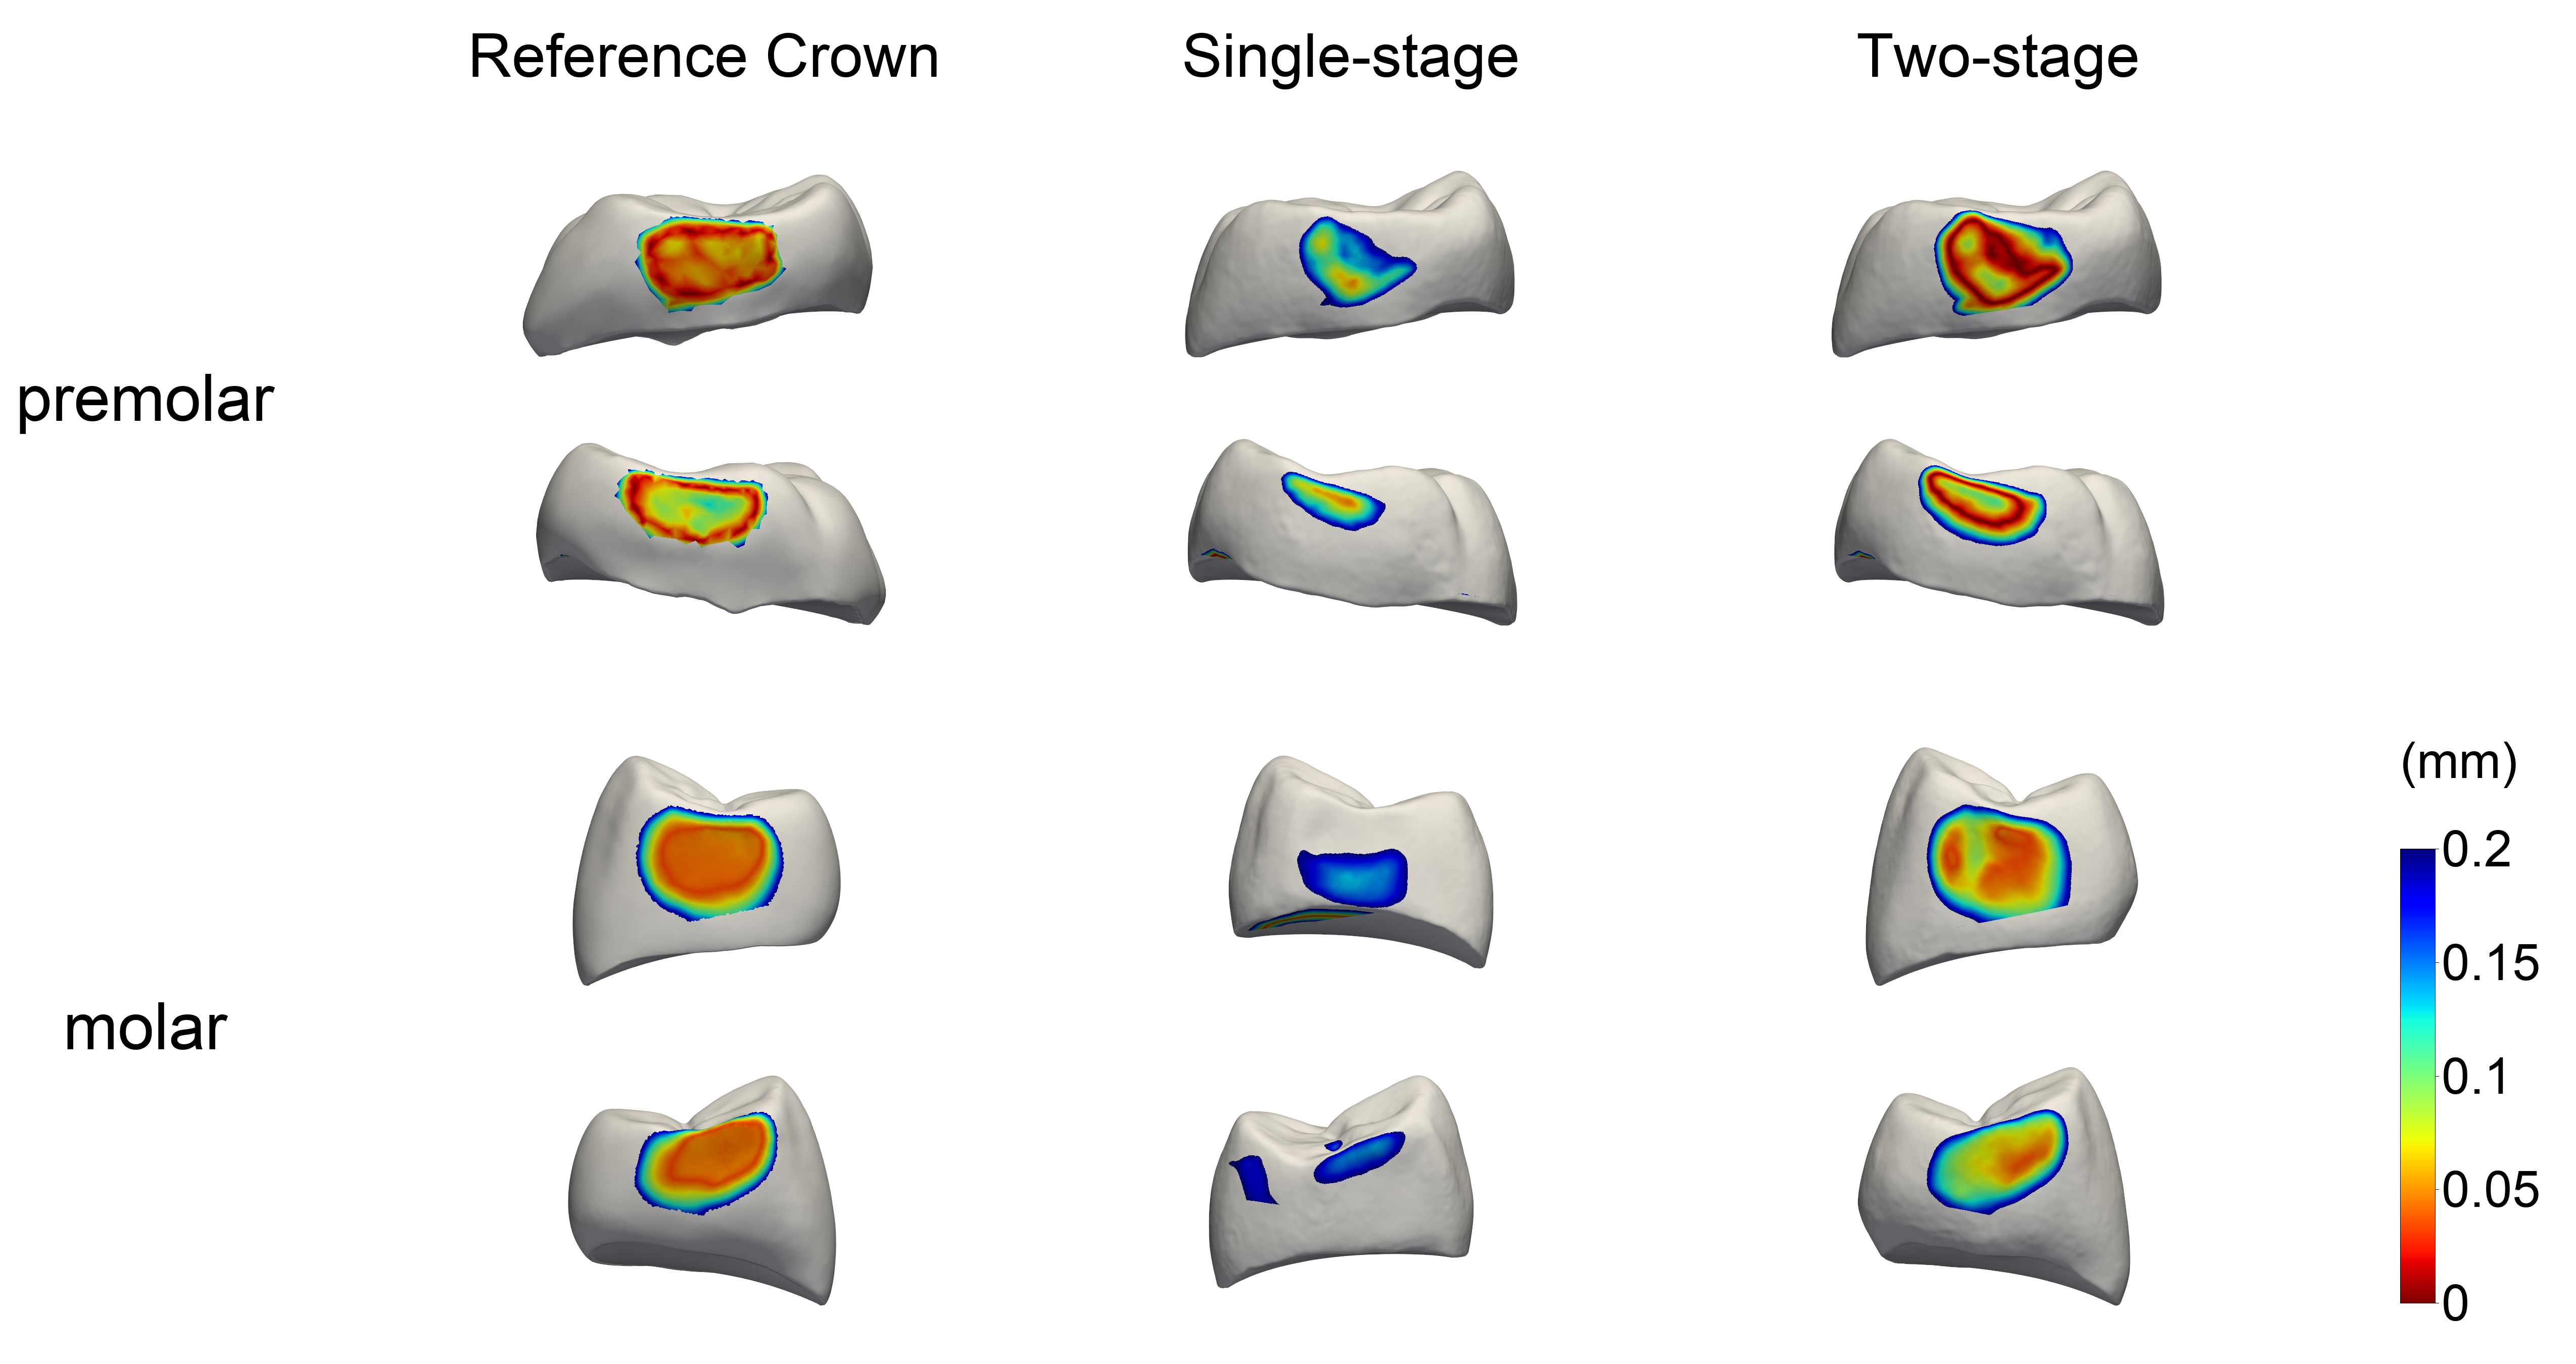 Reference Crown
Single-stage
Two-stage
premolar
molar
(mm)
0.2
0.15
0.1
0.05
0